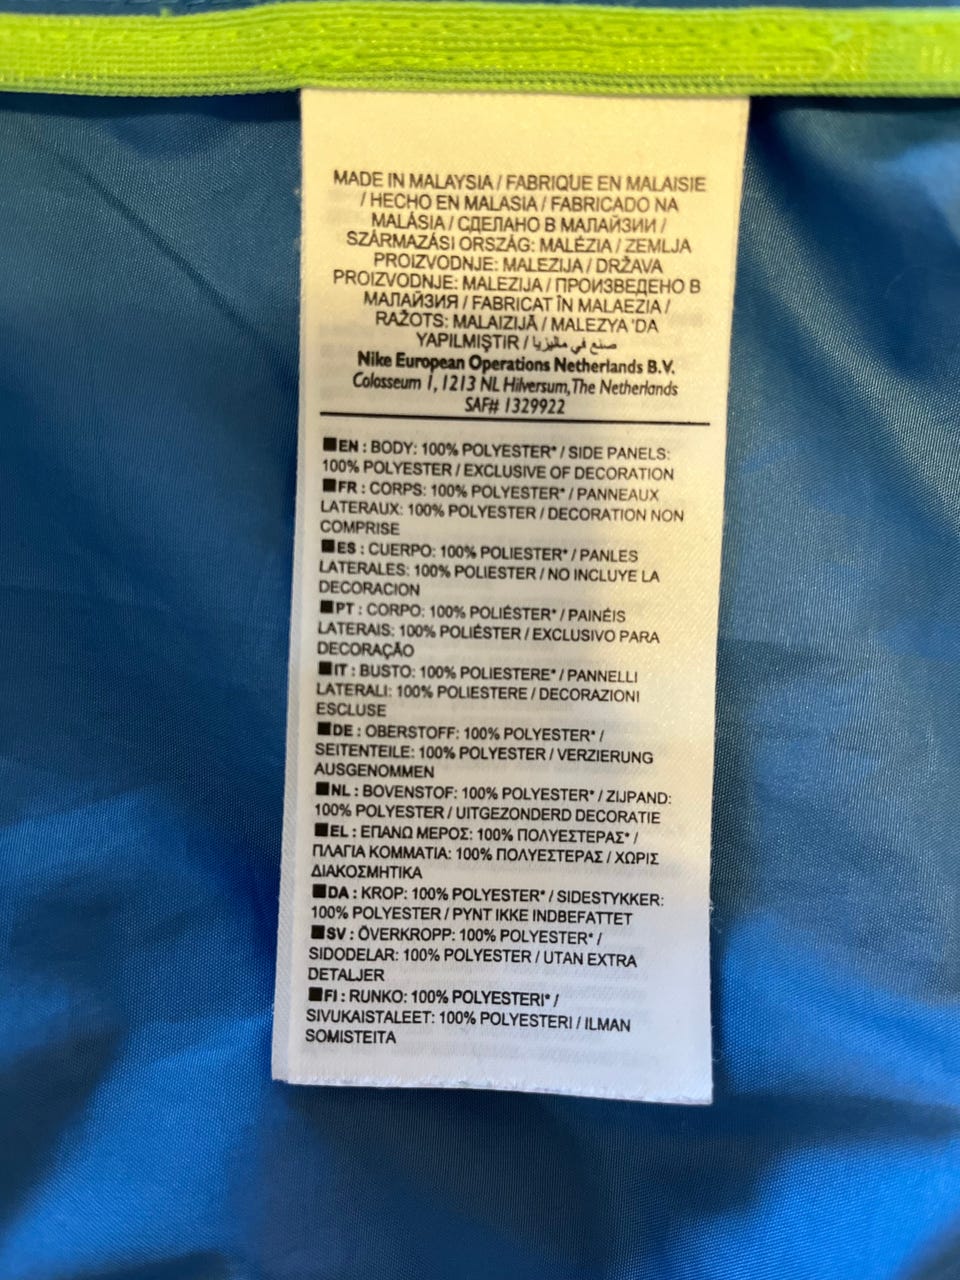 MADE IN MALAYSIA / FABRIQUE EN MALAISIE
/ HECHO EN MALASIA / FABRICADO NA
MALÁSIA / СДЕЛАНО В МАЛАЙЗИИ /
SZÁRMAZÁSI ORSZÁG: MALÉZIA / ZEMLJA
PROIZVODNJE: MALEZIJA / DRŽAVA
PROIZVODNJE: MALEZIJA / ПРОИЗВЕДЕНО В
МАЛАЙЗИЯ / FABRICAT ÎN MALAEZIA /
RAŽOTS: MALAIZIJĀ / MALEZYA 'DA
YAPILMIŞTIR / صنع في ماليزيا
Nike European Operations Netherlands B.V.
Colosseum 1, 1213 NL Hilversum, The Netherlands
SAF# 1329922
■EN : BODY: 100% POLYESTER* / SIDE PANELS:
100% POLYESTER / EXCLUSIVE OF DECORATION
■FR : CORPS: 100% POLYESTER* / PANNEAUX
LATERAUX: 100% POLYESTER / DECORATION NON
COMPRISE
■ES : CUERPO: 100% POLIESTER* / PANLES
LATERALES: 100% POLIESTER / NO INCLUYE LA
DECORACION
■PT : CORPO: 100% POLIÉSTER* / PAINÉIS
LATERAIS: 100% POLIÉSTER / EXCLUSIVO PARA
DECORAÇÃO
■IT : BUSTO: 100% POLIESTERE* / PANNELLI
LATERALI: 100% POLIESTERE / DECORAZIONI
ESCLUSE
■DE : OBERSTOFF: 100% POLYESTER* /
SEITENTEILE: 100% POLYESTER / VERZIERUNG
AUSGENOMMEN
■NL : BOVENSTOF: 100% POLYESTER* / ZIJPAND:
100% POLYESTER / UITGEZONDERD DECORATIE
■EL : ΕΠΑΝΩ ΜΕΡΟΣ: 100% ΠΟΛΥΕΣΤΕΡΑΣ* /
ΠΛΑΓΙΑ ΚΟΜΜΑΤΙΑ: 100% ΠΟΛΥΕΣΤΕΡΑΣ / ΧΩΡΙΣ
ΔΙΑΚΟΣΜΗΤΙΚΑ
■DA : KROP: 100% POLYESTER* / SIDESTYKKER:
100% POLYESTER / PYNT IKKE INDBEFATTET
■SV : ÖVERKROPP: 100% POLYESTER* /
SIDODELAR: 100% POLYESTER / UTAN EXTRA
DETALJER
■FI : RUNKO: 100% POLYESTERI* /
SIVUKAISTALEET: 100% POLYESTERI / ILMAN
SOMISTEITA